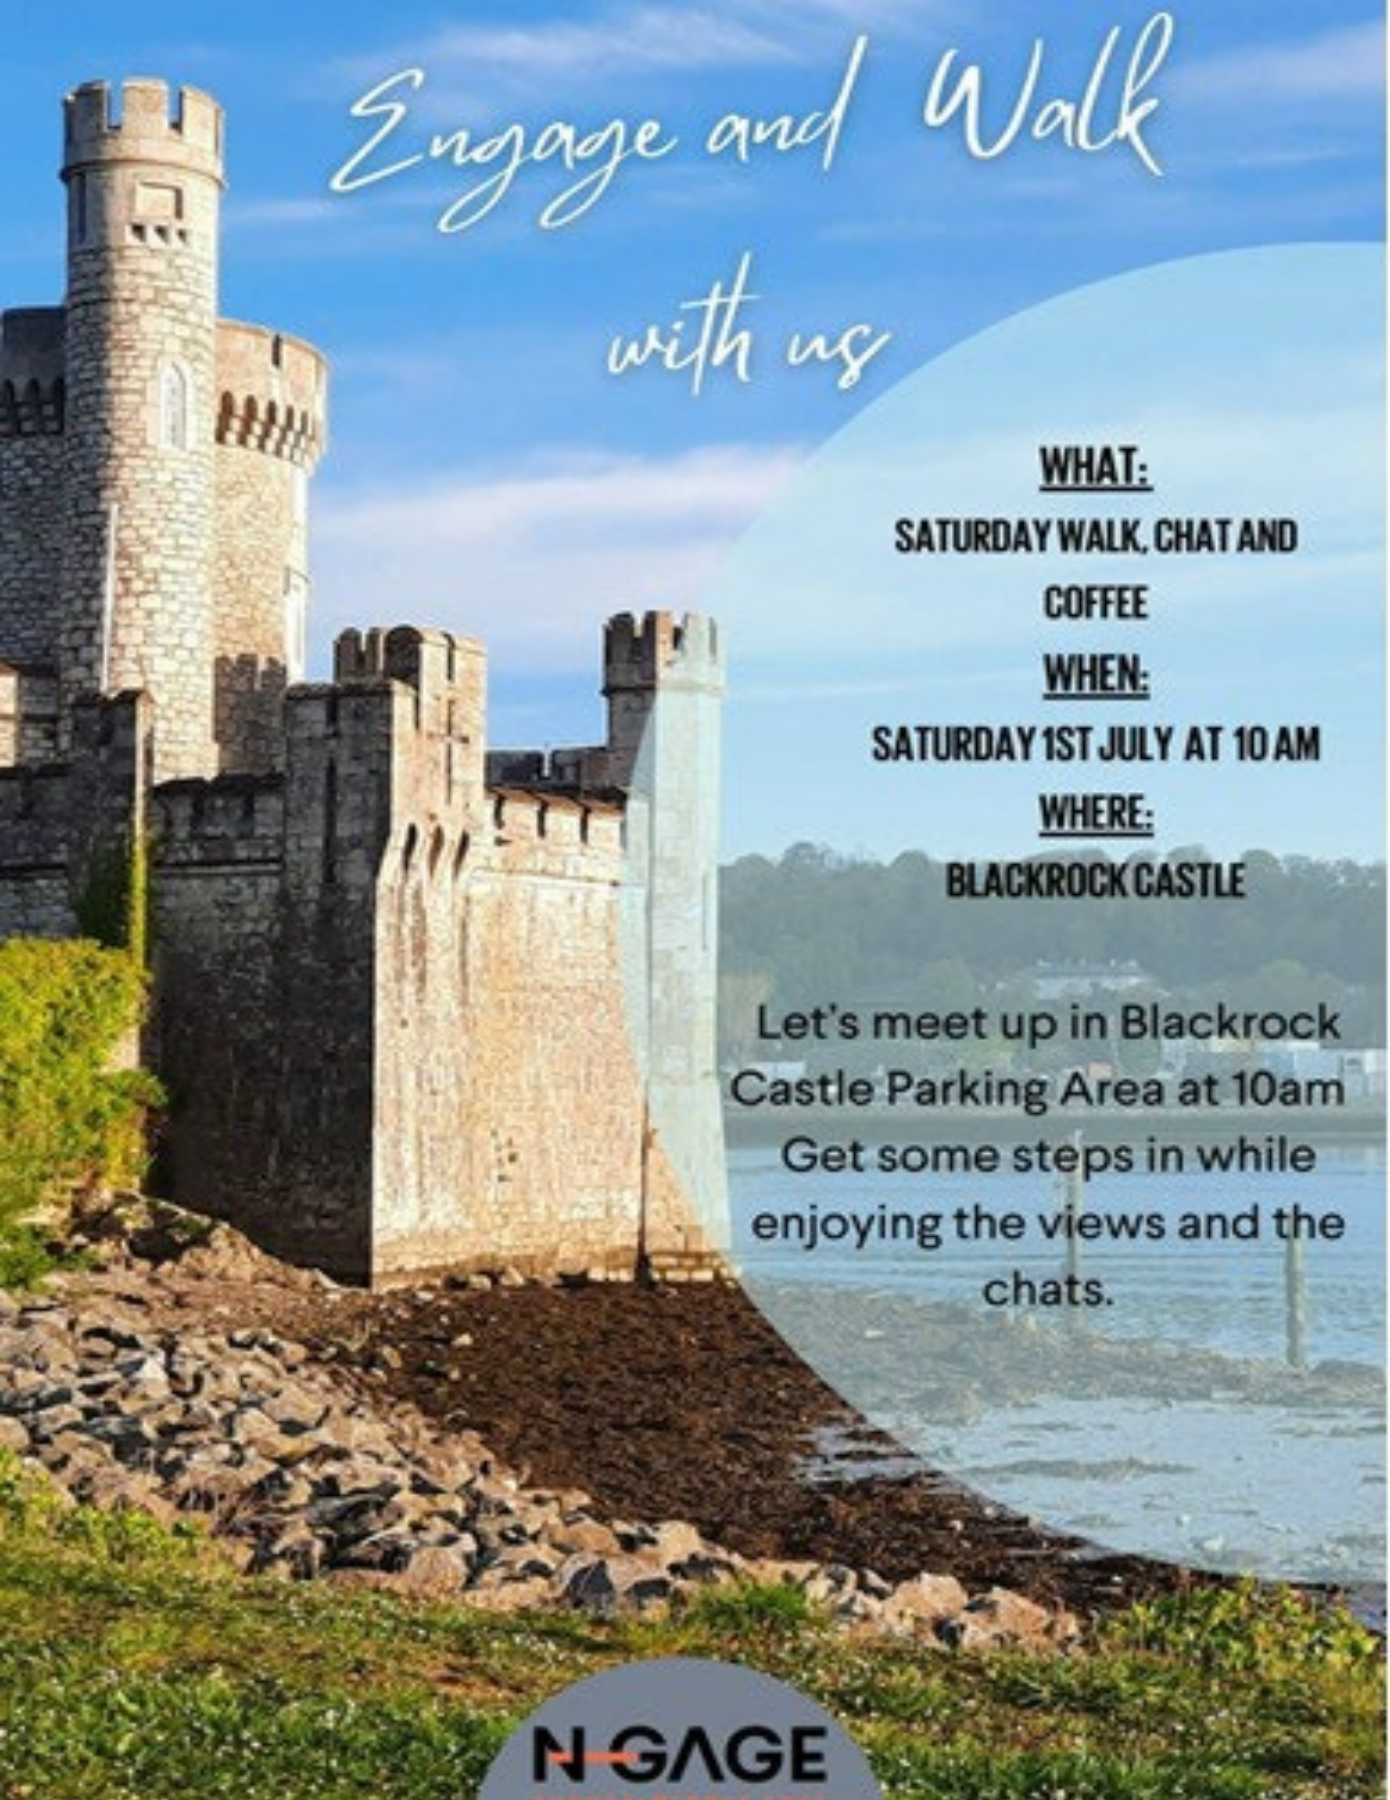 Engage and Walk
with us
WHAT:
SATURDAY WALK, CHAT AND
COFFEE
WHEN:
SATURDAY 1ST JULY AT 10 AM
WHERE:
BLACKROCK CASTLE
Let's meet up in Blackrock
Castle Parking Area at 10am
Get some steps in while
enjoying the views and the
chats.
N-GAGE